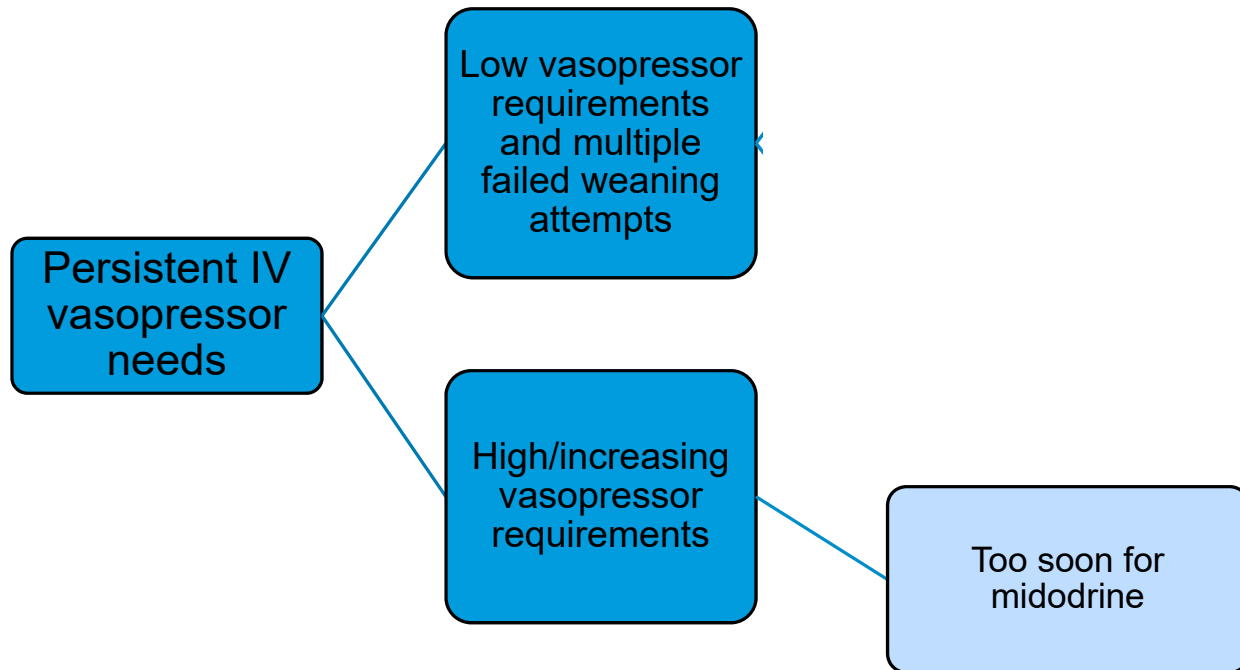 Low vasopressor
requirements
and multiple
failed weaning
attempts
Persistent IV
vasopressor
needs
High/increasing
vasopressor
requirements
Too soon for
midodrine